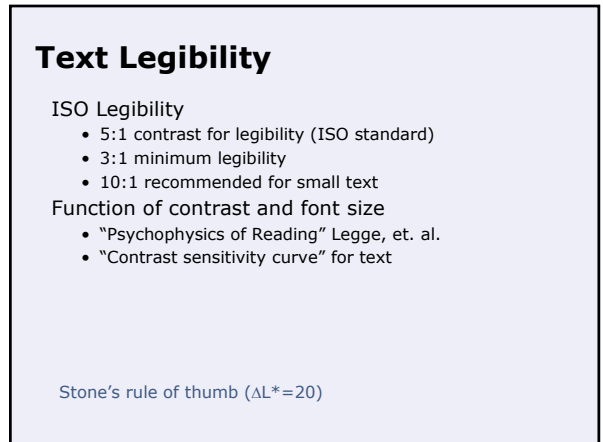 Text Legibility
ISO Legibility
• 5:1 contrast for legibility (ISO standard)
• 3:1 minimum legibility
• 10:1 recommended for small text
Function of contrast and font size
• “Psychophysics of Reading” Legge, et. al.
• “Contrast sensitivity curve” for text
Stone’s rule of thumb (ΔL*=20)